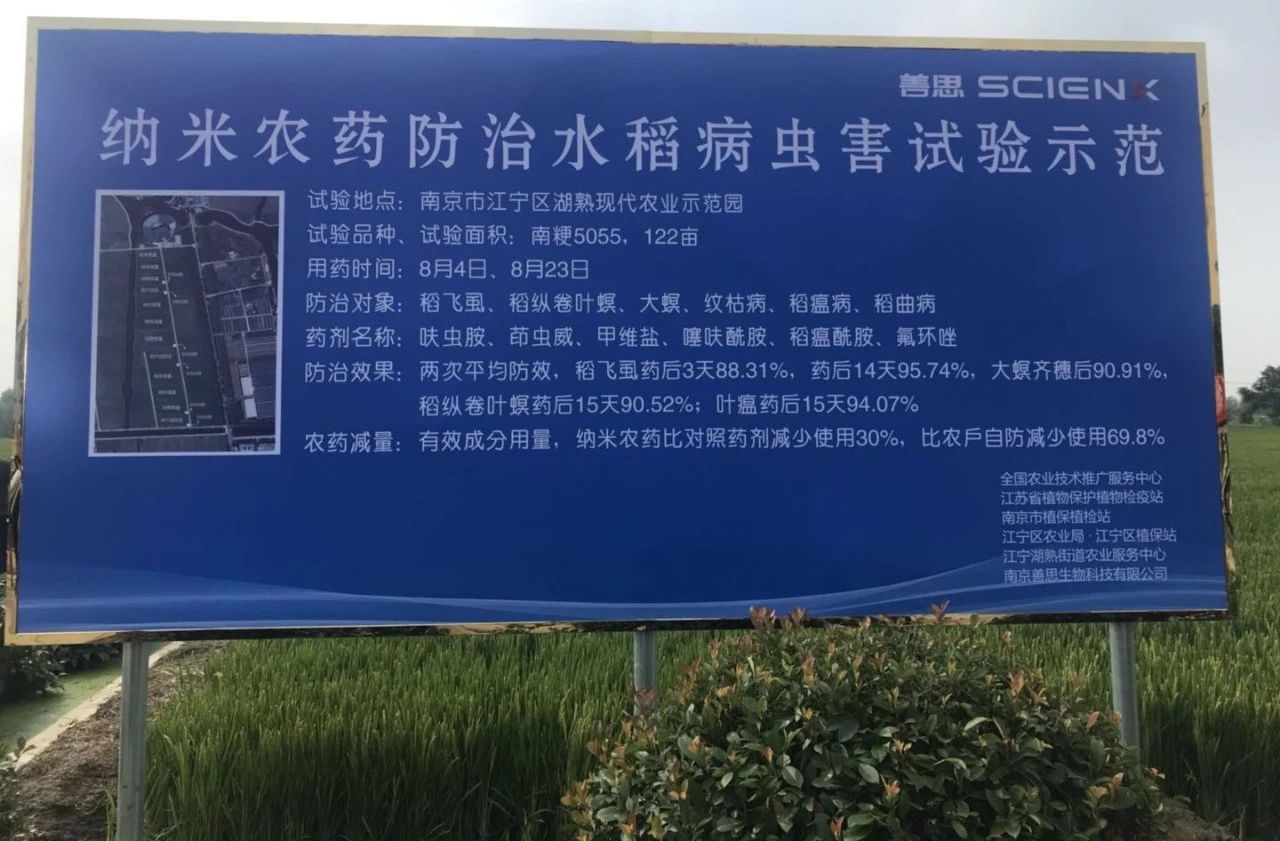 善思 SCIENX
纳米农药防治水稻病虫害试验示范
试验地点：南京市江宁区湖熟现代农业示范园
试验品种、试验面积：南粳5055，122亩
用药时间：8月4日、8月23日
防治对象：稻飞虱、稻纵卷叶螟、大螟、纹枯病、稻瘟病、稻曲病
药剂名称：呋虫胺、茚虫威、甲维盐、噻呋酰胺、稻瘟酰胺、氟环唑
防治效果：两次平均防效，稻飞虱药后3天88.31%，药后14天95.74%，大螟齐穗后90.91%，
稻纵卷叶螟药后15天90.52%；叶瘟药后15天94.07%
农药减量：有效成分用量，纳米农药比对照药剂减少使用30%，比农戶自防减少使用69.8%
全国农业技术推广服务中心
江苏省植物保护植物检疫站
南京市植保植检站
江宁区农业局·江宁区植保站
江宁湖熟街道农业服务中心
南京善思生物科技有限公司